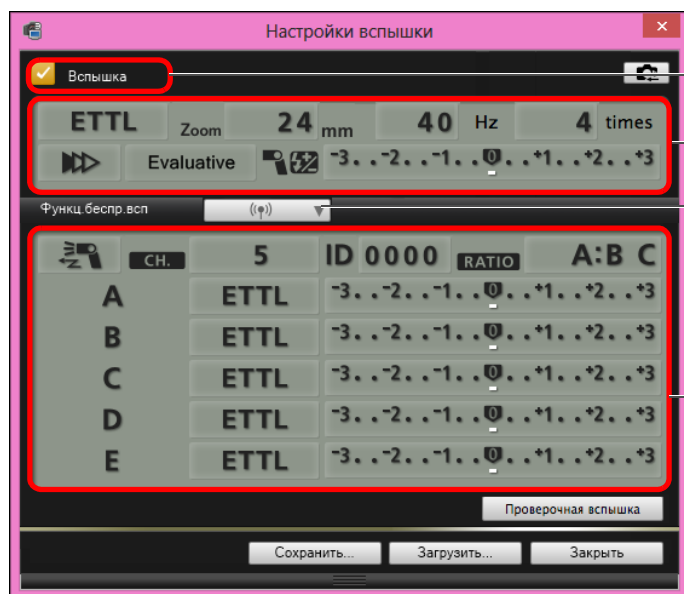 Настройки вспышки
Вспышка
ETTL Zoom 24 mm 40 Hz 4 times
Evaluative -3..-2..-1..0..+1..+2..+3
Функц.беспр.всп
CH. 5 ID 0000 RATIO A:B C
A ETTL -3..-2..-1..0..+1..+2..+3
B ETTL -3..-2..-1..0..+1..+2..+3
C ETTL -3..-2..-1..0..+1..+2..+3
D ETTL -3..-2..-1..0..+1..+2..+3
E ETTL -3..-2..-1..0..+1..+2..+3
Проверочная вспышка
Сохранить... Загрузить... Закрыть